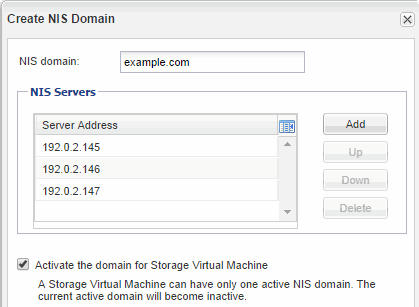 Create NIS Domain
NIS domain: example.com
NIS Servers
Server Address
192.0.2.145
192.0.2.146
192.0.2.147
Add
Up
Down
Delete
Activate the domain for Storage Virtual Machine
A Storage Virtual Machine can have only one active NIS domain. The
current active domain will become inactive.